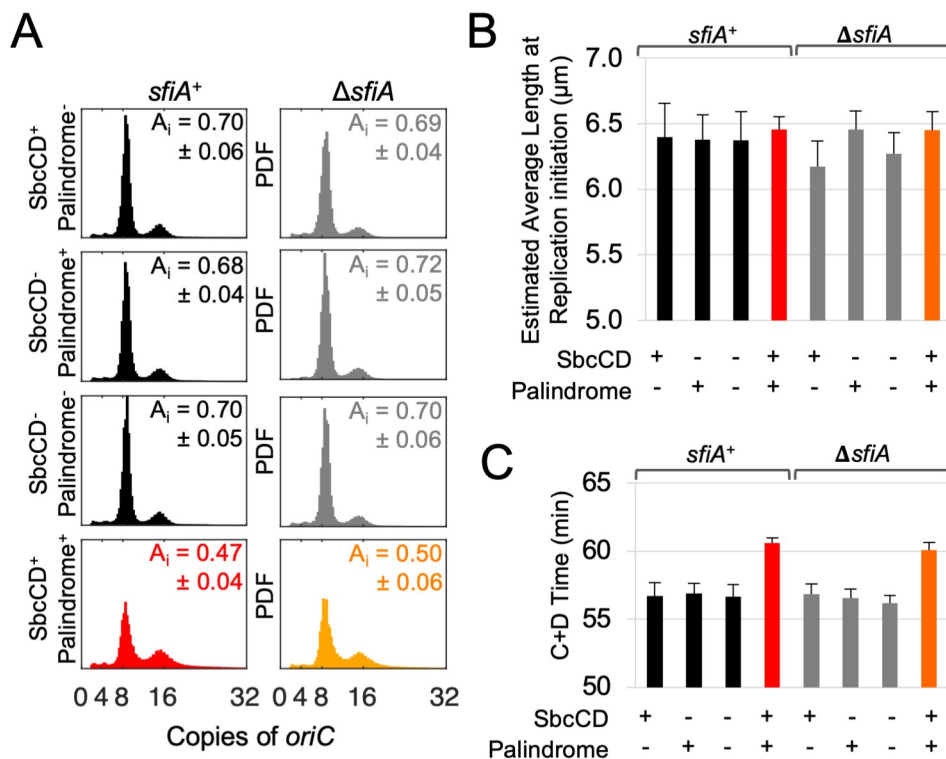 A
sfiA⁺
ΔsfiA
SbcCD⁺
Palindrome⁻
Aᵢ = 0.70
± 0.06
PDF
Aᵢ = 0.69
± 0.04
SbcCD⁻
Palindrome⁺
Aᵢ = 0.68
± 0.04
PDF
Aᵢ = 0.72
± 0.05
SbcCD⁻
Palindrome⁻
Aᵢ = 0.70
± 0.05
PDF
Aᵢ = 0.70
± 0.06
SbcCD⁺
Palindrome⁺
Aᵢ = 0.47
± 0.04
PDF
Aᵢ = 0.50
± 0.06
0 4 8 16 32
0 4 8 16 32
Copies of oriC
B
sfiA⁺
ΔsfiA
Estimated Average Length at
Replication initiation (µm)
7.0
6.5
6.0
5.5
5.0
SbcCD + - - + + - - +
Palindrome - + - + - + - +
C
sfiA⁺
ΔsfiA
C+D Time (min)
65
60
55
50
SbcCD + - - + + - - +
Palindrome - + - + - + - +